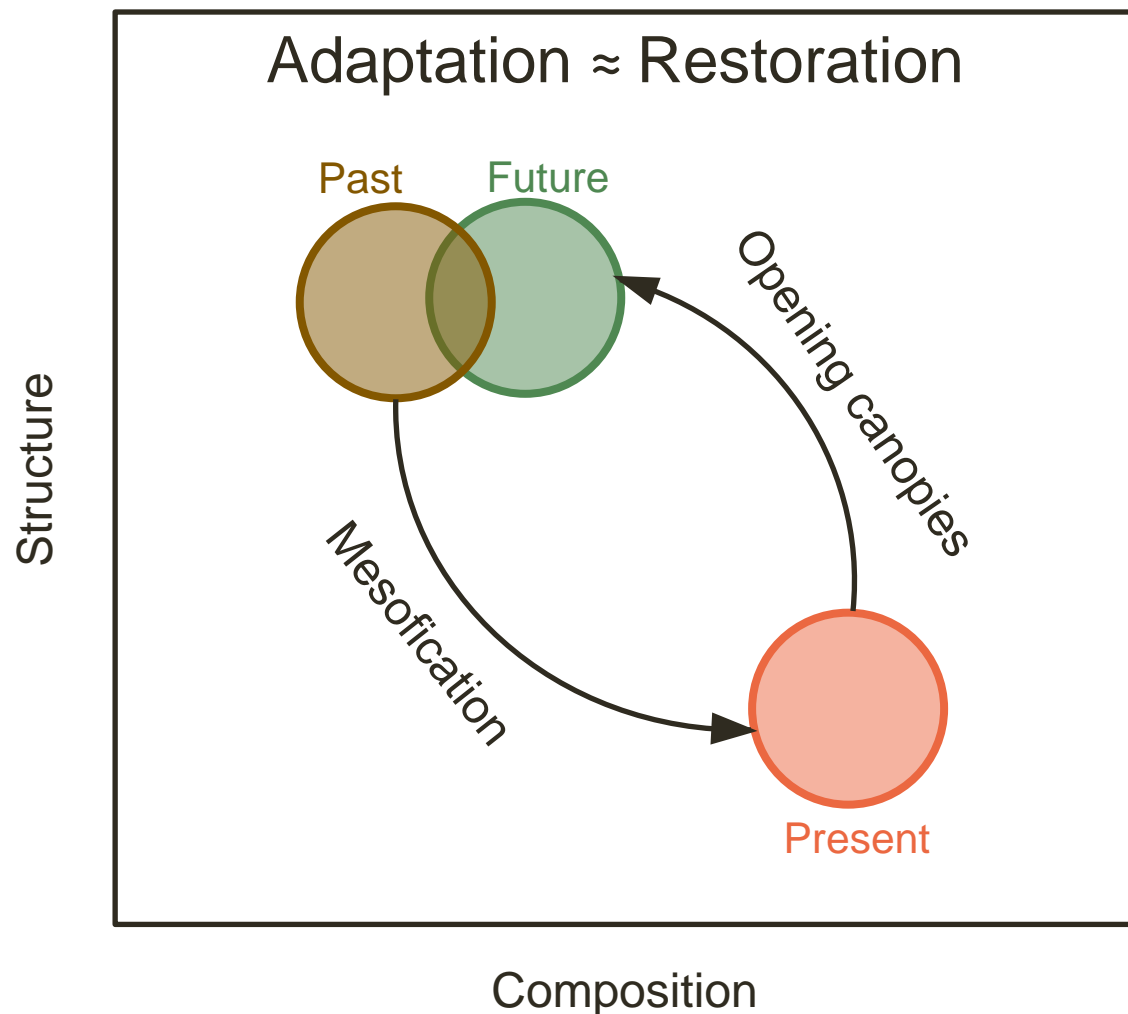 Adaptation ≈ Restoration
Past
Future
Opening canopies
Structure
Mesofication
Present
Composition